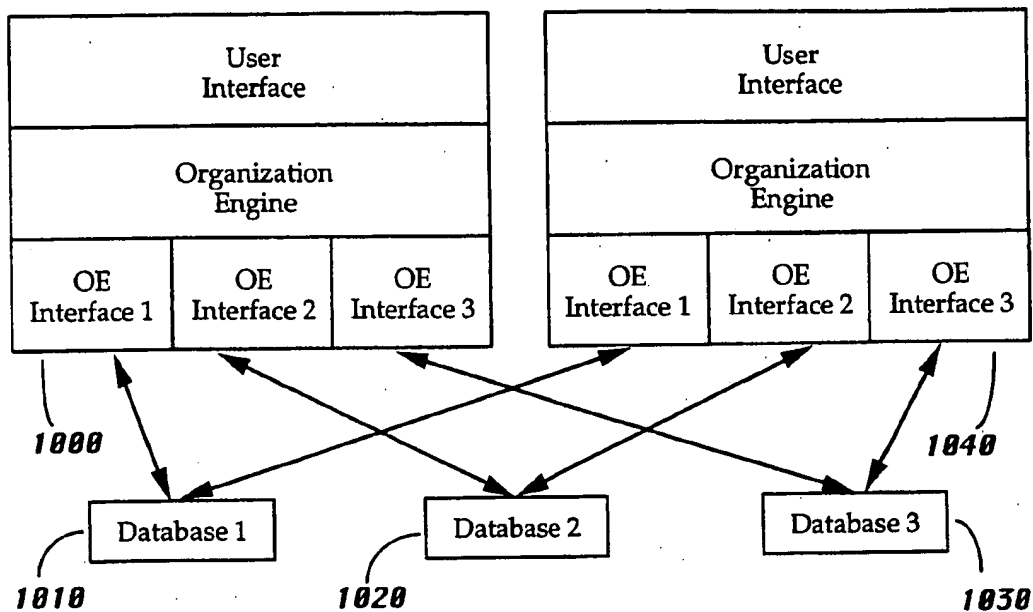 User
Interface
Organization
Engine
OE
Interface 1
OE
Interface 2
OE
Interface 3
User
Interface
Organization
Engine
OE
Interface 1
OE
Interface 2
OE
Interface 3
1000
1040
Database 1
Database 2
Database 3
1010
1020
1030